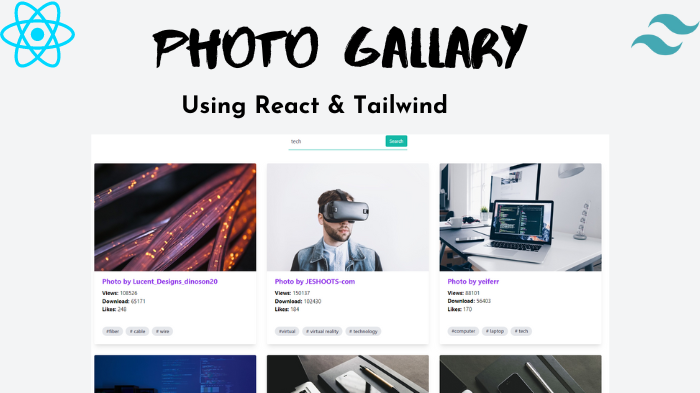 PHOTO GALLARY
Using React & Tailwind
tech
Search
Photo by Lucent_Designs_dinoson20
Views: 108526
Download: 65171
Likes: 248
#fiber # cable # wire
Photo by JESHOOTS-com
Views: 156137
Download: 102430
Likes: 184
#virtual # virtual reality # technology
Photo by yeiferr
Views: 88101
Download: 56403
Likes: 170
#computer # laptop # tech